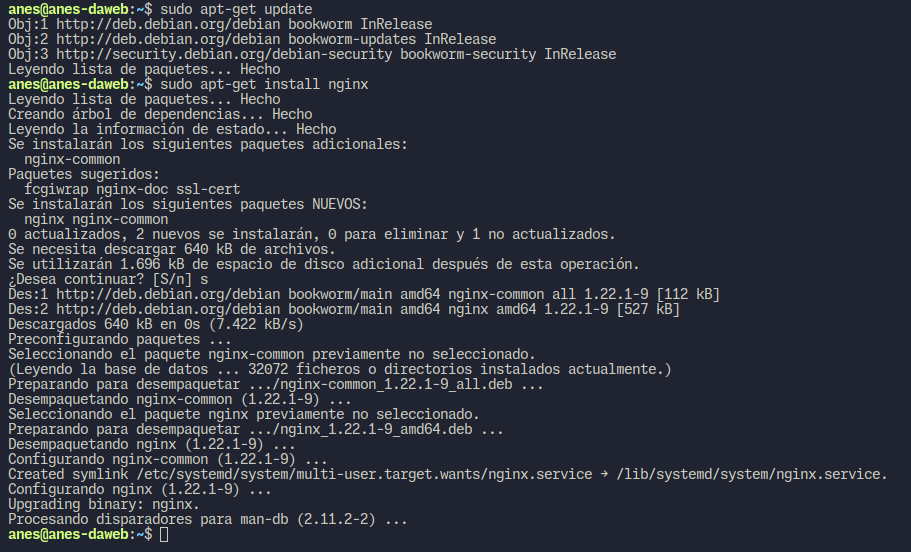 anes@anes-daweb:~$ sudo apt-get update
Obj:1 http://deb.debian.org/debian bookworm InRelease
Obj:2 http://deb.debian.org/debian bookworm-updates InRelease
Obj:3 http://security.debian.org/debian-security bookworm-security InRelease
Leyendo lista de paquetes... Hecho
anes@anes-daweb:~$ sudo apt-get install nginx
Leyendo lista de paquetes... Hecho
Creando árbol de dependencias... Hecho
Leyendo la información de estado... Hecho
Se instalarán los siguientes paquetes adicionales:
  nginx-common
Paquetes sugeridos:
  fcgiwrap nginx-doc ssl-cert
Se instalarán los siguientes paquetes NUEVOS:
  nginx nginx-common
0 actualizados, 2 nuevos se instalarán, 0 para eliminar y 1 no actualizados.
Se necesita descargar 640 kB de archivos.
Se utilizarán 1.696 kB de espacio de disco adicional después de esta operación.
¿Desea continuar? [S/n] s
Des:1 http://deb.debian.org/debian bookworm/main amd64 nginx-common all 1.22.1-9 [112 kB]
Des:2 http://deb.debian.org/debian bookworm/main amd64 nginx amd64 1.22.1-9 [527 kB]
Descargados 640 kB en 0s (7.422 kB/s)
Preconfigurando paquetes ...
Seleccionando el paquete nginx-common previamente no seleccionado.
(Leyendo la base de datos ... 32072 ficheros o directorios instalados actualmente.)
Preparando para desempaquetar .../nginx-common_1.22.1-9_all.deb ...
Desempaquetando nginx-common (1.22.1-9) ...
Seleccionando el paquete nginx previamente no seleccionado.
Preparando para desempaquetar .../nginx_1.22.1-9_amd64.deb ...
Desempaquetando nginx (1.22.1-9) ...
Configurando nginx-common (1.22.1-9) ...
Created symlink /etc/systemd/system/multi-user.target.wants/nginx.service → /lib/systemd/system/nginx.service.
Configurando nginx (1.22.1-9) ...
Upgrading binary: nginx.
Procesando disparadores para man-db (2.11.2-2) ...
anes@anes-daweb:~$